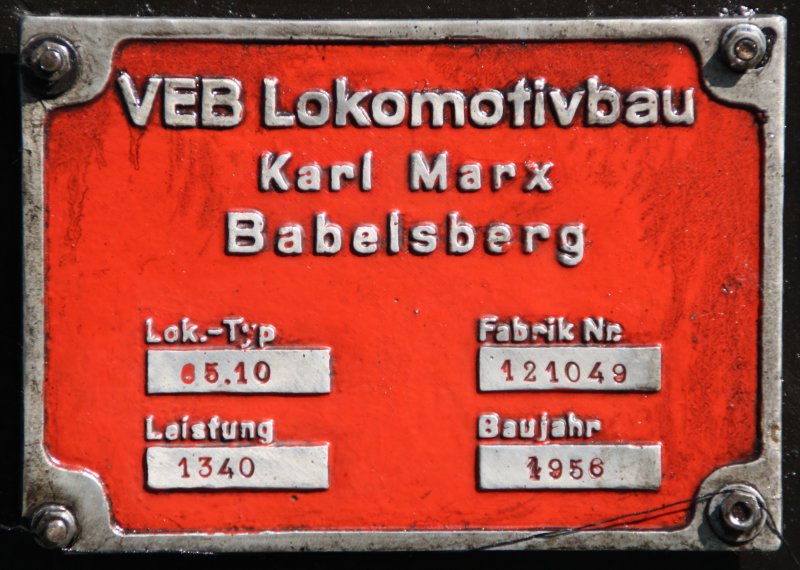 VEB Lokomotivbau
Karl Marx
Babelsberg
Lok.-Typ
65.10
Fabrik Nr.
121049
Leistung
1340
Baujahr
1956